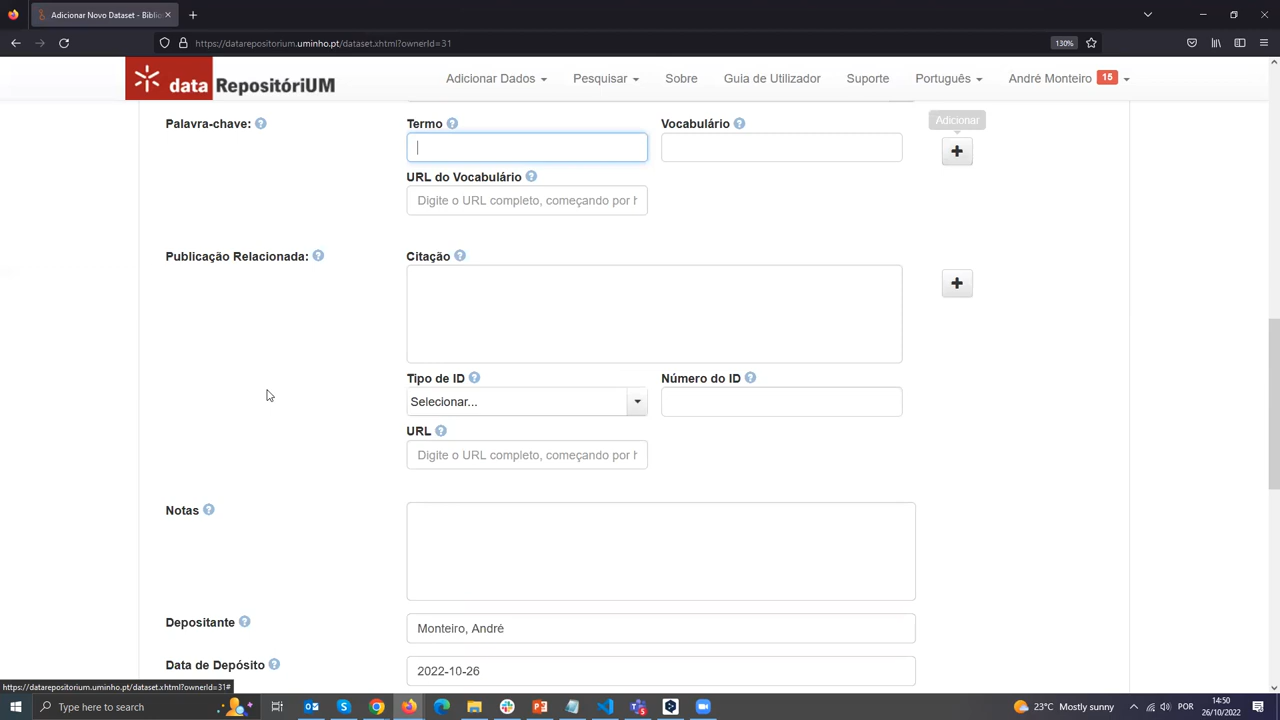 Adicionar Novo Dataset - Biblio
https://datarepositorium.uminho.pt/dataset.xhtml?ownerId=31
130%
data RepositóriUM
Adicionar Dados
Pesquisar
Sobre
Guia de Utilizador
Suporte
Português
André Monteiro 15
Palavra-chave:
Termo
Vocabulário
Adicionar
URL do Vocabulário
Digite o URL completo, começando por h
Publicação Relacionada:
Citação
Tipo de ID
Número do ID
Selecionar...
URL
Digite o URL completo, começando por h
Notas
Depositante
Monteiro, André
Data de Depósito
2022-10-26
https://datarepositorium.uminho.pt/dataset.xhtml?ownerId=31#
Type here to search
23°C Mostly sunny
POR
14:50
26/10/2022